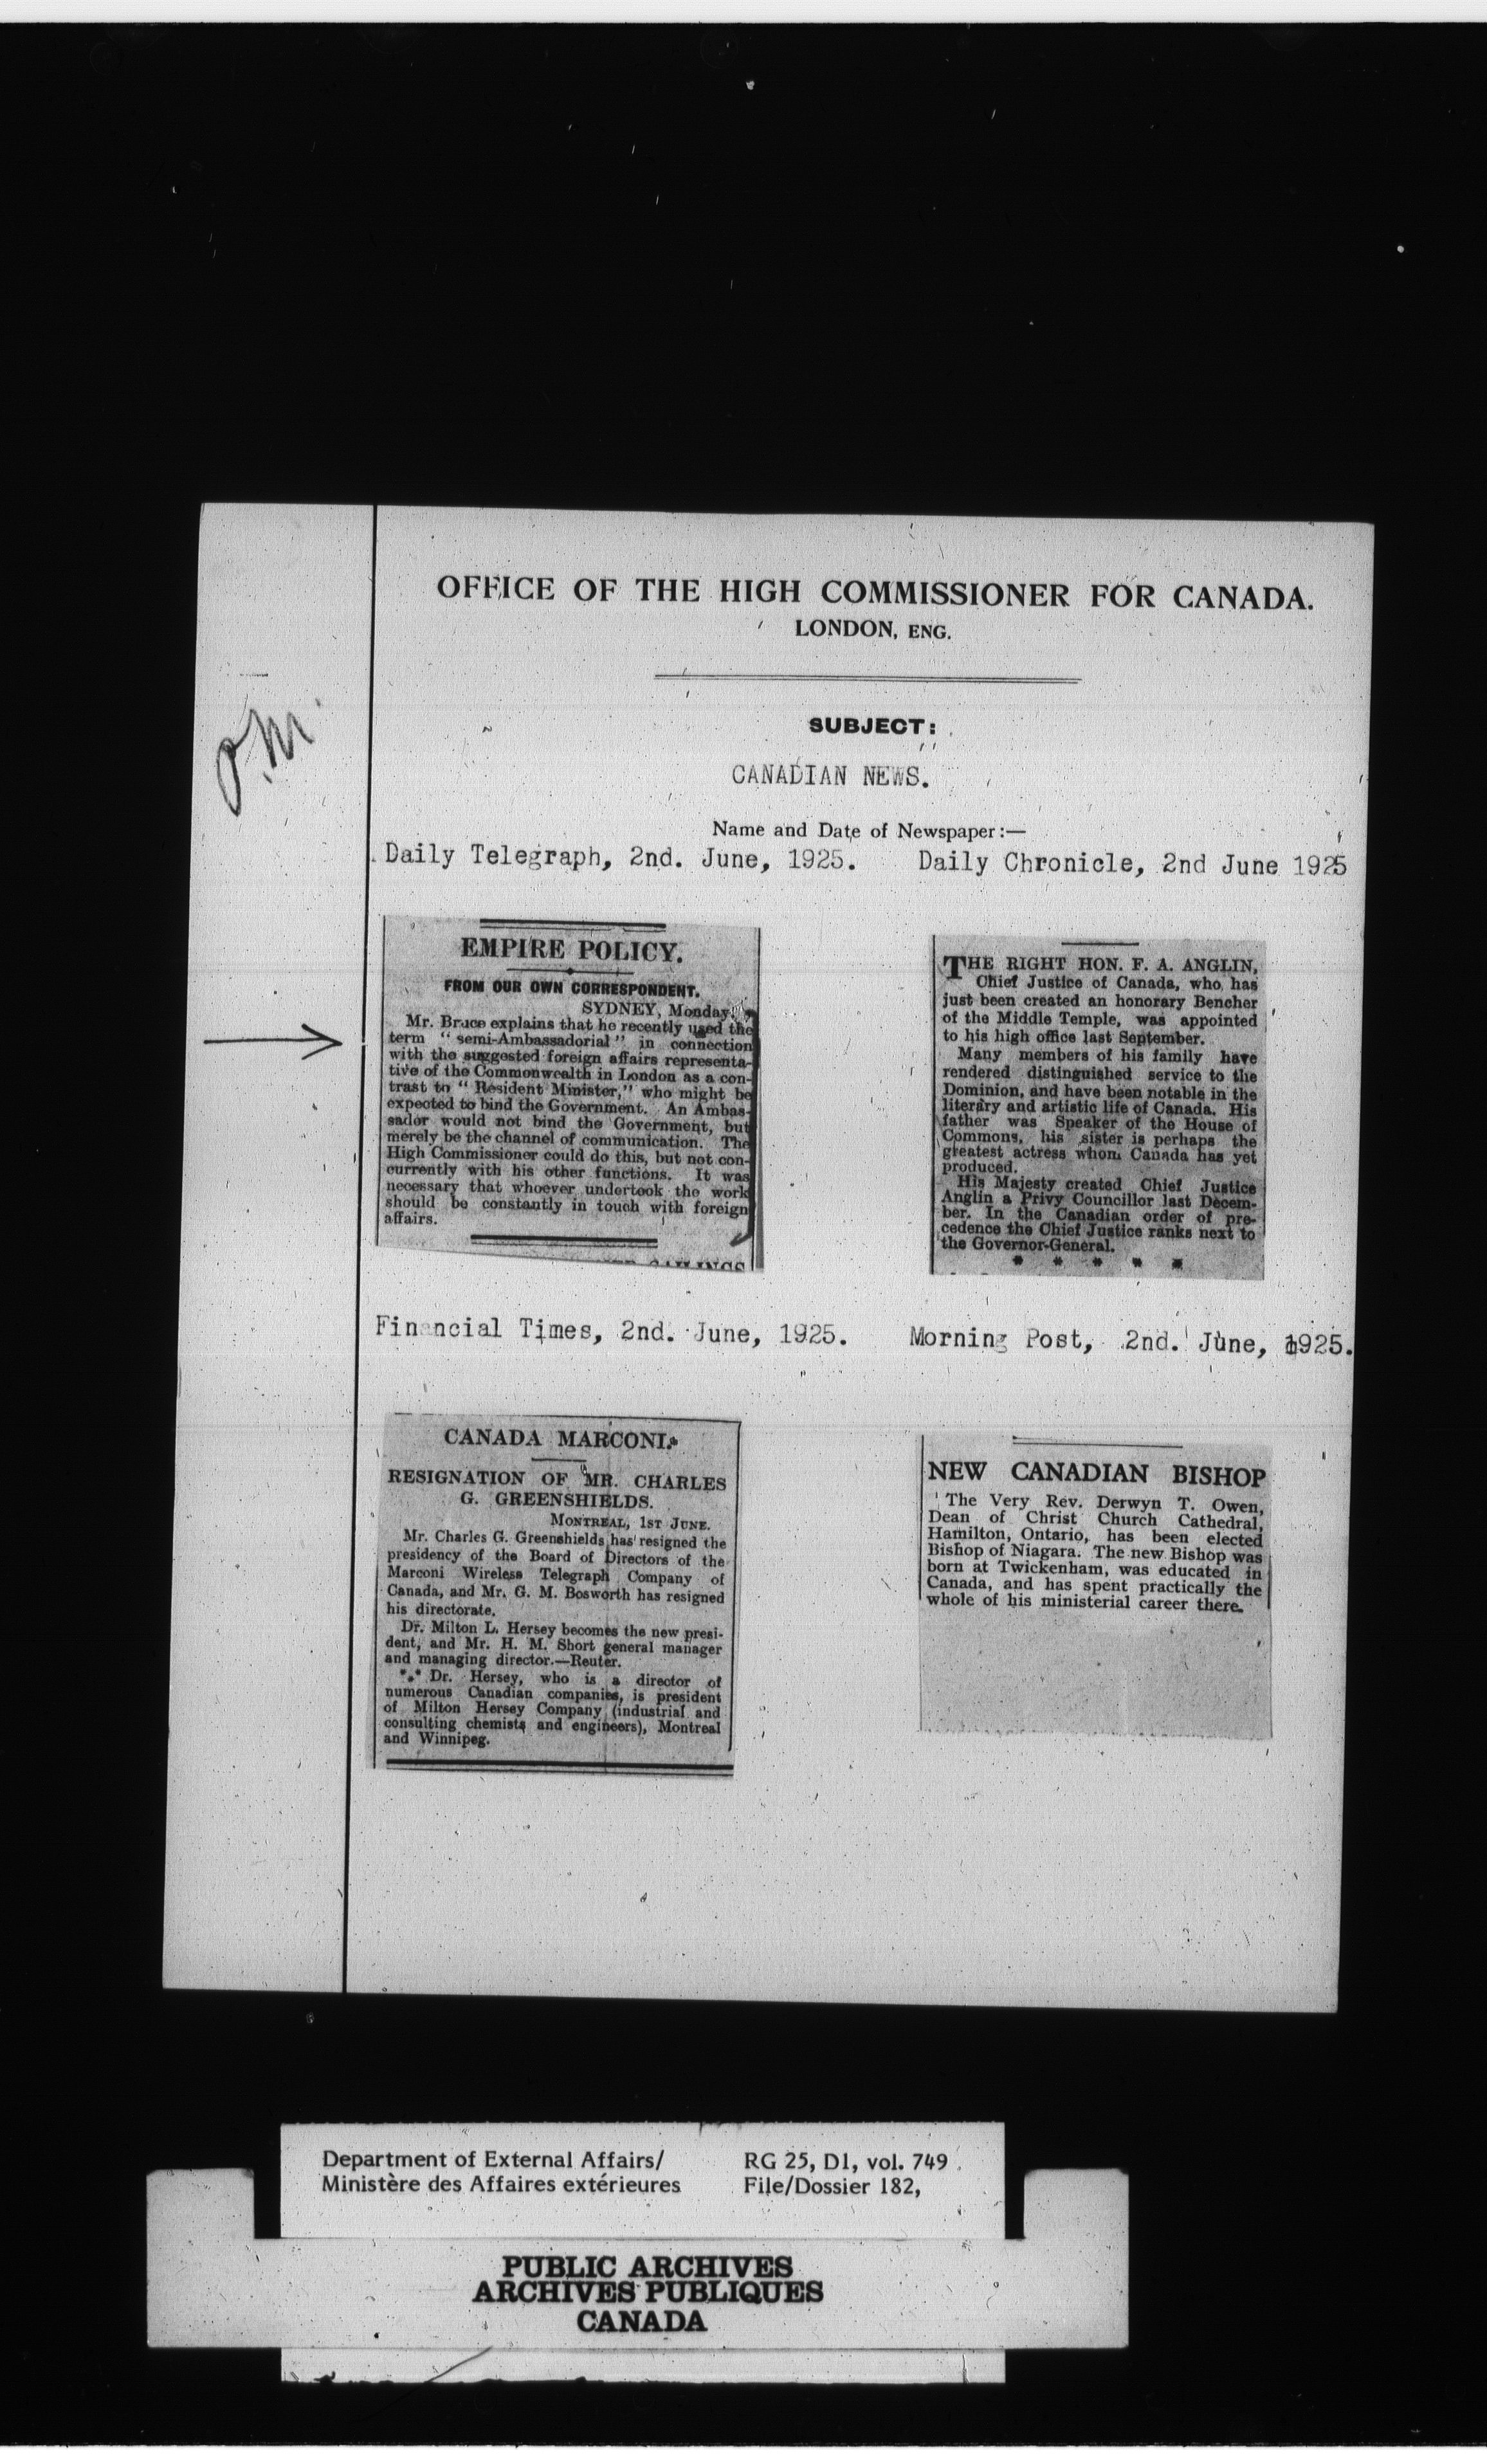 OFFICE OF THE HIGH COMMISSIONER FOR CANADA.
LONDON, ENG.
P.M.
SUBJECT:
CANADIAN NEWS.
Name and Date of Newspaper:—
Daily Telegraph, 2nd. June, 1925.
EMPIRE POLICY.
FROM OUR OWN CORRESPONDENT.
SYDNEY, Monday.
Mr. Bruce explains that he recently used the
term "semi-Ambassadorial" in connection
with the suggested foreign affairs representa-
tive of the Commonwealth in London as a con-
trast to "Resident Minister," who might be
expected to bind the Government. An Ambas-
sador would not bind the Government, but
merely be the channel of communication. The
High Commissioner could do this, but not con-
currently with his other functions. It was
necessary that whoever undertook the work
should be constantly in touch with foreign
affairs.
Daily Chronicle, 2nd June 1925
THE RIGHT HON. F. A. ANGLIN,
Chief Justice of Canada, who has
just been created an honorary Bencher
of the Middle Temple, was appointed
to his high office last September.
Many members of his family have
rendered distinguished service to the
Dominion, and have been notable in the
literary and artistic life of Canada. His
father was Speaker of the House of
Commons, his sister is perhaps the
greatest actress whom Canada has yet
produced.
His Majesty created Chief Justice
Anglin a Privy Councillor last Decem-
ber. In the Canadian order of pre-
cedence the Chief Justice ranks next to
the Governor-General.
* * * * *
Financial Times, 2nd. June, 1925.
CANADA MARCONI.
RESIGNATION OF MR. CHARLES
G. GREENSHIELDS.
MONTREAL, 1ST JUNE.
Mr. Charles G. Greenshields has resigned the
presidency of the Board of Directors of the
Marconi Wireless Telegraph Company of
Canada, and Mr. G. M. Bosworth has resigned
his directorate.
Dr. Milton L. Hersey becomes the new presi-
dent, and Mr. H. M. Short general manager
and managing director.—Reuter.
*.* Dr. Hersey, who is a director of
numerous Canadian companies, is president
of Milton Hersey Company (industrial and
consulting chemists and engineers), Montreal
and Winnipeg.
Morning Post, 2nd. June, 1925.
NEW CANADIAN BISHOP
The Very Rev. Derwyn T. Owen,
Dean of Christ Church Cathedral,
Hamilton, Ontario, has been elected
Bishop of Niagara. The new Bishop was
born at Twickenham, was educated in
Canada, and has spent practically the
whole of his ministerial career there.
Department of External Affairs/
Ministère des Affaires extérieures
RG 25, D1, vol. 749
File/Dossier 182,
PUBLIC ARCHIVES
ARCHIVES PUBLIQUES
CANADA